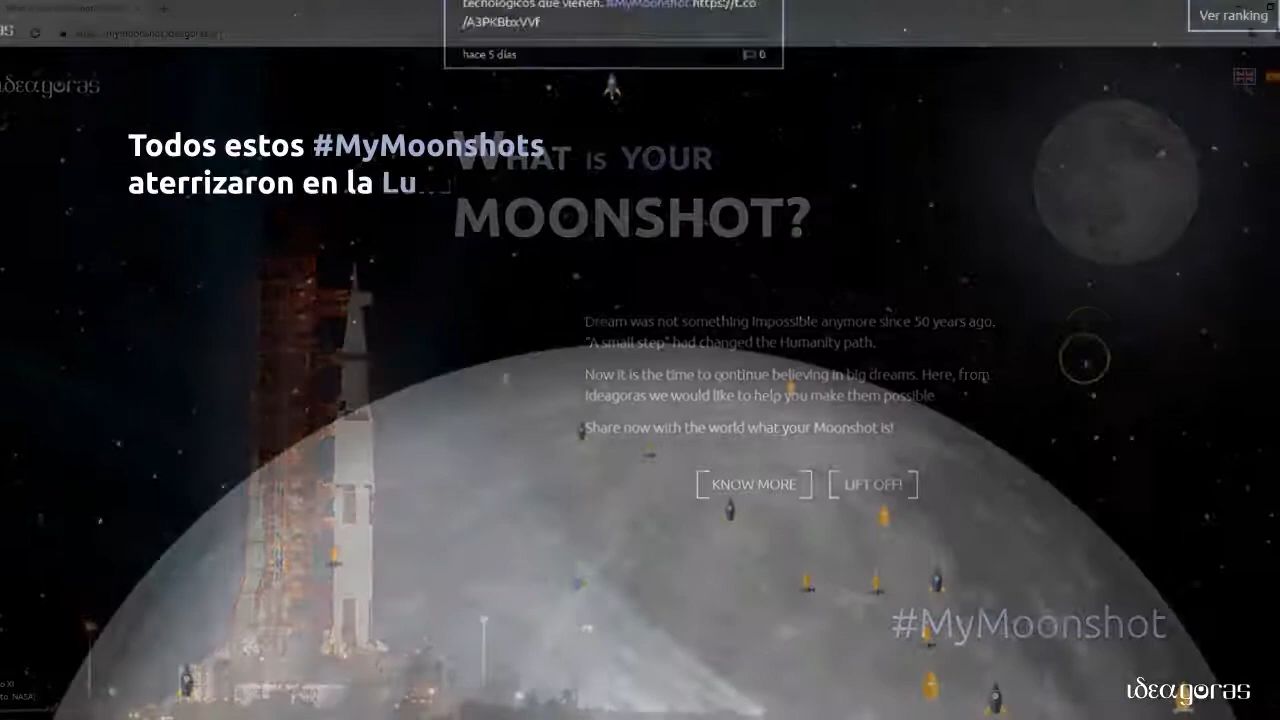 tecnológicos que vienen. #MyMoonshot https://t.co
/A3PKBbxVVf
Ver ranking
hace 5 días
0
ideagoras
Todos estos #MyMoonshots
aterrizaron en la Lu
WHAT IS YOUR
MOONSHOT?
Dream was not something impossible anymore since 50 years ago.
"A small step" had changed the Humanity path.
Now it is the time to continue believing in big dreams. Here, from
Ideagoras we would like to help you make them possible
Share now with the world what your Moonshot is!
KNOW MORE
LIFT OFF!
#MyMoonshot
ideagoras